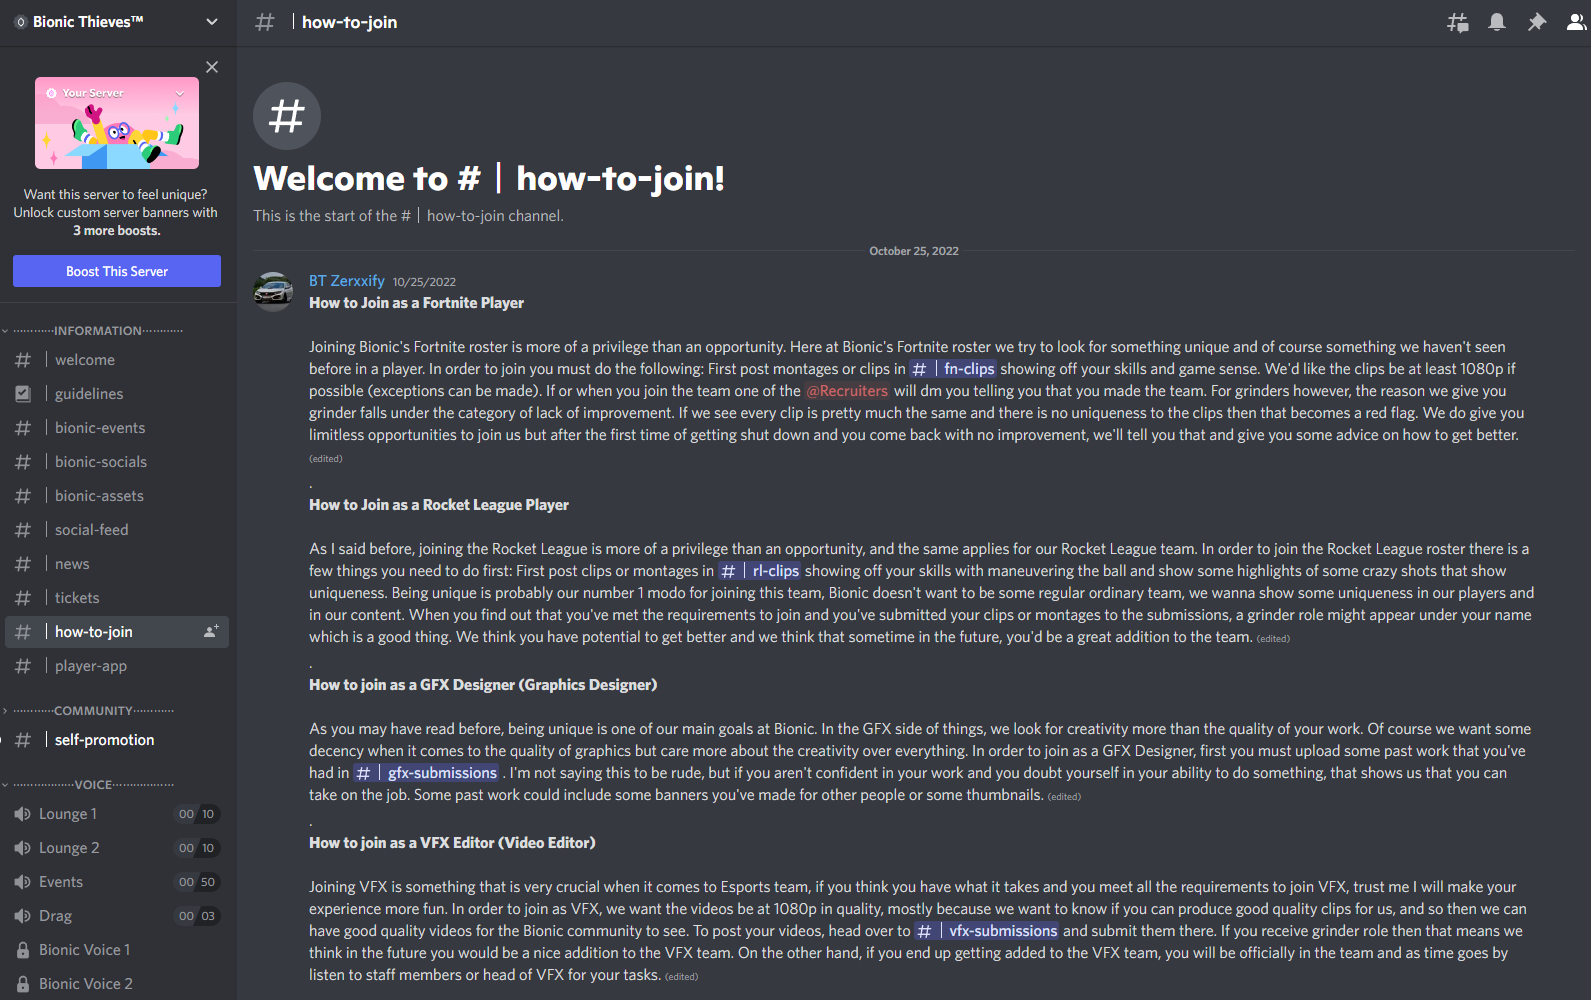 Bionic Thieves™
Your Server
Want this server to feel unique?
Unlock custom server banners with
3 more boosts.
Boost This Server
············INFORMATION············
# | welcome
| guidelines
# | bionic-events
# | bionic-socials
# | bionic-assets
# | social-feed
# | news
# | tickets
# | how-to-join
# | player-app
············COMMUNITY············
# | self-promotion
··················VOICE··················
Lounge 1 00 10
Lounge 2 00 10
Events 00 50
Drag 00 03
Bionic Voice 1
Bionic Voice 2
# | how-to-join
#
Welcome to # | how-to-join!
This is the start of the # | how-to-join channel.
October 25, 2022
BT Zerxxify 10/25/2022
How to Join as a Fortnite Player
Joining Bionic's Fortnite roster is more of a privilege than an opportunity. Here at Bionic's Fortnite roster we try to look for something unique and of course something we haven't seen
before in a player. In order to join you must do the following: First post montages or clips in # | fn-clips showing off your skills and game sense. We'd like the clips be at least 1080p if
possible (exceptions can be made). If or when you join the team one of the @Recruiters will dm you telling you that you made the team. For grinders however, the reason we give you
grinder falls under the category of lack of improvement. If we see every clip is pretty much the same and there is no uniqueness to the clips then that becomes a red flag. We do give you
limitless opportunities to join us but after the first time of getting shut down and you come back with no improvement, we'll tell you that and give you some advice on how to get better.
(edited)
.
How to Join as a Rocket League Player
As I said before, joining the Rocket League is more of a privilege than an opportunity, and the same applies for our Rocket League team. In order to join the Rocket League roster there is a
few things you need to do first: First post clips or montages in # | rl-clips showing off your skills with maneuvering the ball and show some highlights of some crazy shots that show
uniqueness. Being unique is probably our number 1 modo for joining this team, Bionic doesn't want to be some regular ordinary team, we wanna show some uniqueness in our players and
in our content. When you find out that you've met the requirements to join and you've submitted your clips or montages to the submissions, a grinder role might appear under your name
which is a good thing. We think you have potential to get better and we think that sometime in the future, you'd be a great addition to the team. (edited)
.
How to join as a GFX Designer (Graphics Designer)
As you may have read before, being unique is one of our main goals at Bionic. In the GFX side of things, we look for creativity more than the quality of your work. Of course we want some
decency when it comes to the quality of graphics but care more about the creativity over everything. In order to join as a GFX Designer, first you must upload some past work that you've
had in # | gfx-submissions . I'm not saying this to be rude, but if you aren't confident in your work and you doubt yourself in your ability to do something, that shows us that you can
take on the job. Some past work could include some banners you've made for other people or some thumbnails. (edited)
.
How to join as a VFX Editor (Video Editor)
Joining VFX is something that is very crucial when it comes to Esports team, if you think you have what it takes and you meet all the requirements to join VFX, trust me I will make your
experience more fun. In order to join as VFX, we want the videos be at 1080p in quality, mostly because we want to know if you can produce good quality clips for us, and so then we can
have good quality videos for the Bionic community to see. To post your videos, head over to # | vfx-submissions and submit them there. If you receive grinder role then that means we
think in the future you would be a nice addition to the VFX team. On the other hand, if you end up getting added to the VFX team, you will be officially in the team and as time goes by
listen to staff members or head of VFX for your tasks. (edited)